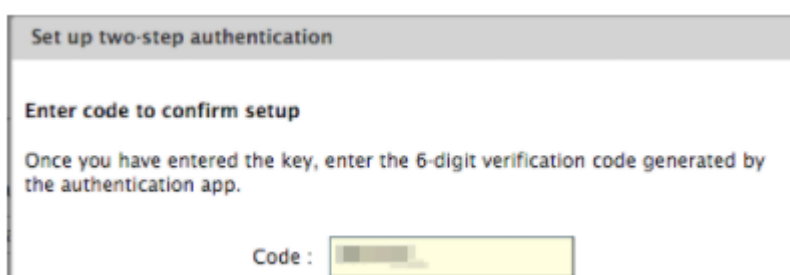 Set up two-step authentication
Enter code to confirm setup
Once you have entered the key, enter the 6-digit verification code generated by
the authentication app.
Code :